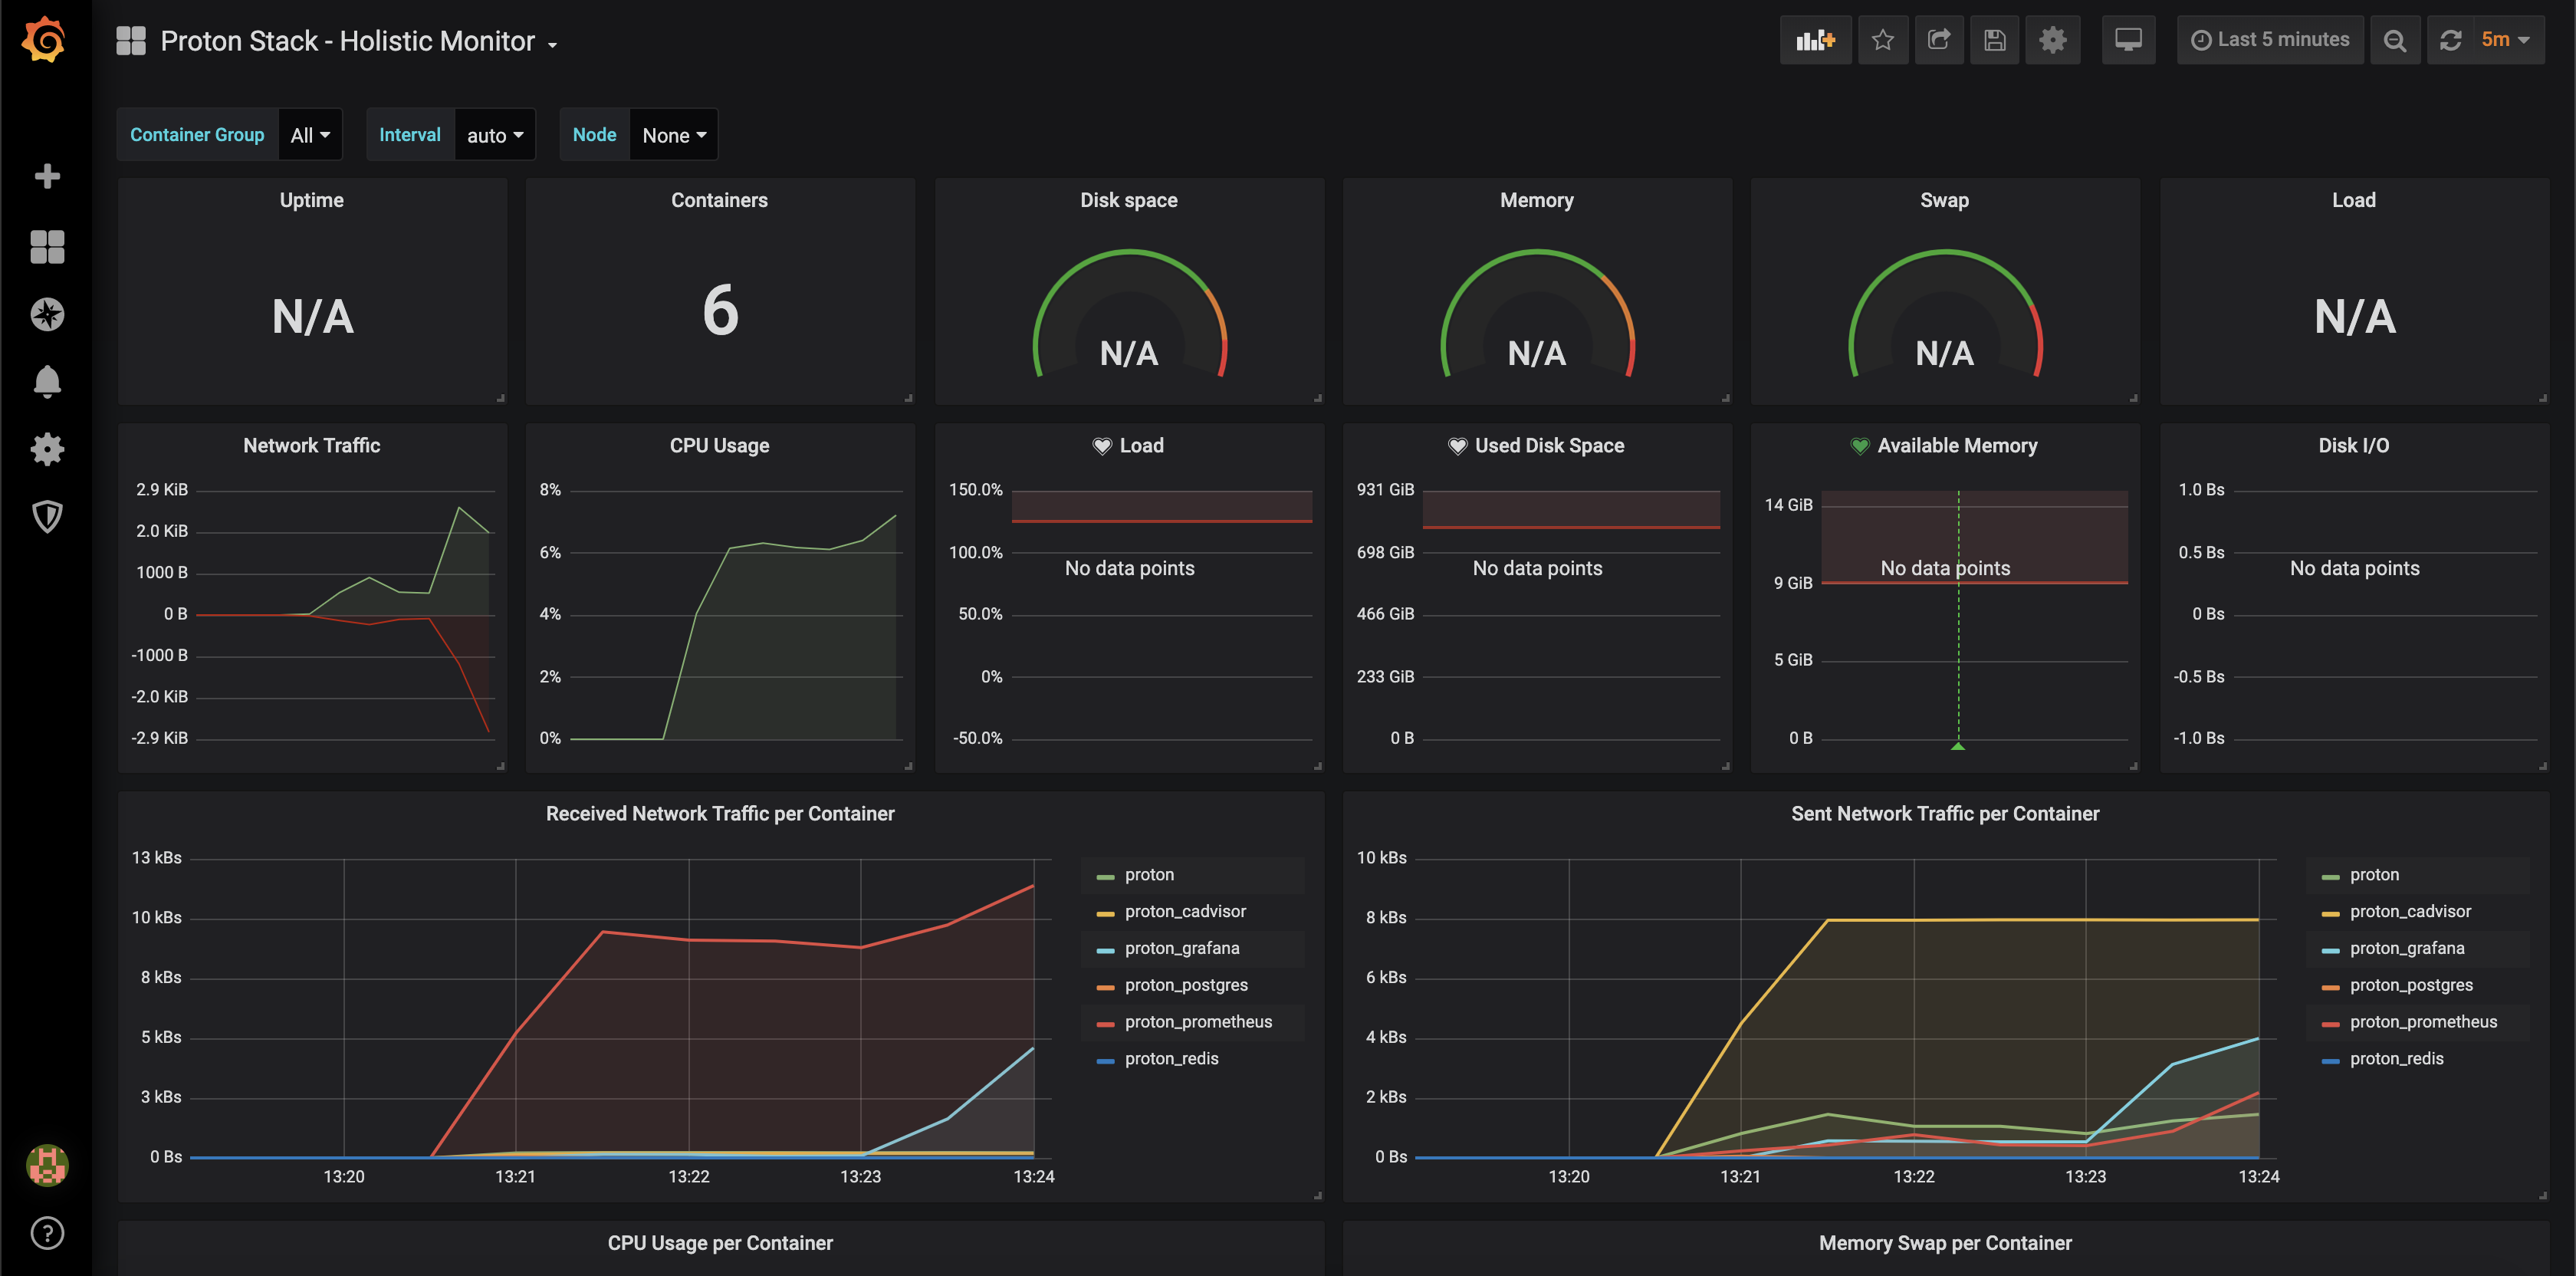 Proton Stack - Holistic Monitor
Last 5 minutes
5m
Container Group All
Interval auto
Node None
Uptime
N/A
Containers
6
Disk space
N/A
Memory
N/A
Swap
N/A
Load
N/A
Network Traffic
2.9 KiB
2.0 KiB
1000 B
0 B
-1000 B
-2.0 KiB
-2.9 KiB
CPU Usage
8%
6%
4%
2%
0%
Load
150.0%
100.0%
No data points
50.0%
0%
-50.0%
Used Disk Space
931 GiB
698 GiB
No data points
466 GiB
233 GiB
0 B
Available Memory
14 GiB
No data points
9 GiB
5 GiB
0 B
Disk I/O
1.0 Bs
0.5 Bs
No data points
0 Bs
-0.5 Bs
-1.0 Bs
Received Network Traffic per Container
13 kBs
10 kBs
8 kBs
5 kBs
3 kBs
0 Bs
13:20 13:21 13:22 13:23 13:24
proton
proton_cadvisor
proton_grafana
proton_postgres
proton_prometheus
proton_redis
Sent Network Traffic per Container
10 kBs
8 kBs
6 kBs
4 kBs
2 kBs
0 Bs
13:20 13:21 13:22 13:23 13:24
proton
proton_cadvisor
proton_grafana
proton_postgres
proton_prometheus
proton_redis
CPU Usage per Container
Memory Swap per Container